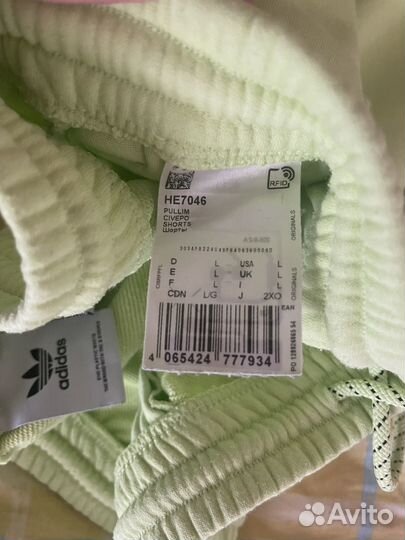 HE7046
RFID
PULLIM
CIVEPO
SHORTS
Шорты
ORIGINALS
D L USA L
E L UK L
F L I L
CDN L/G J 2XO
ORIGINALS
EAN
4 065424 777934
adidas
Avito